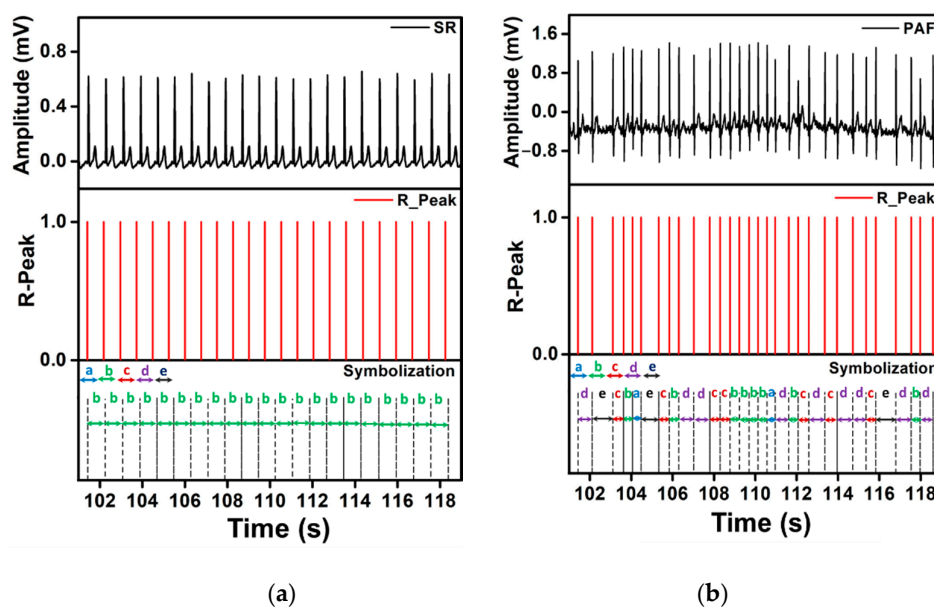 SR
0.8
0.4
0.0
Amplitude (mV)
R_Peak
1.0
0.0
R-Peak
a b c d e
Symbolization
b b b b b b b b b b b b b b b b b b b b b
102 104 106 108 110 112 114 116 118
Time (s)
(a)
PAF
1.6
0.8
0.0
−0.8
Amplitude (mV)
R_Peak
1.0
0.0
R-Peak
a b c d e
Symbolization
d e c b a e c b d d c c b b b b a d b c d c d d c e d b d
102 104 106 108 110 112 114 116 118
Time (s)
(b)